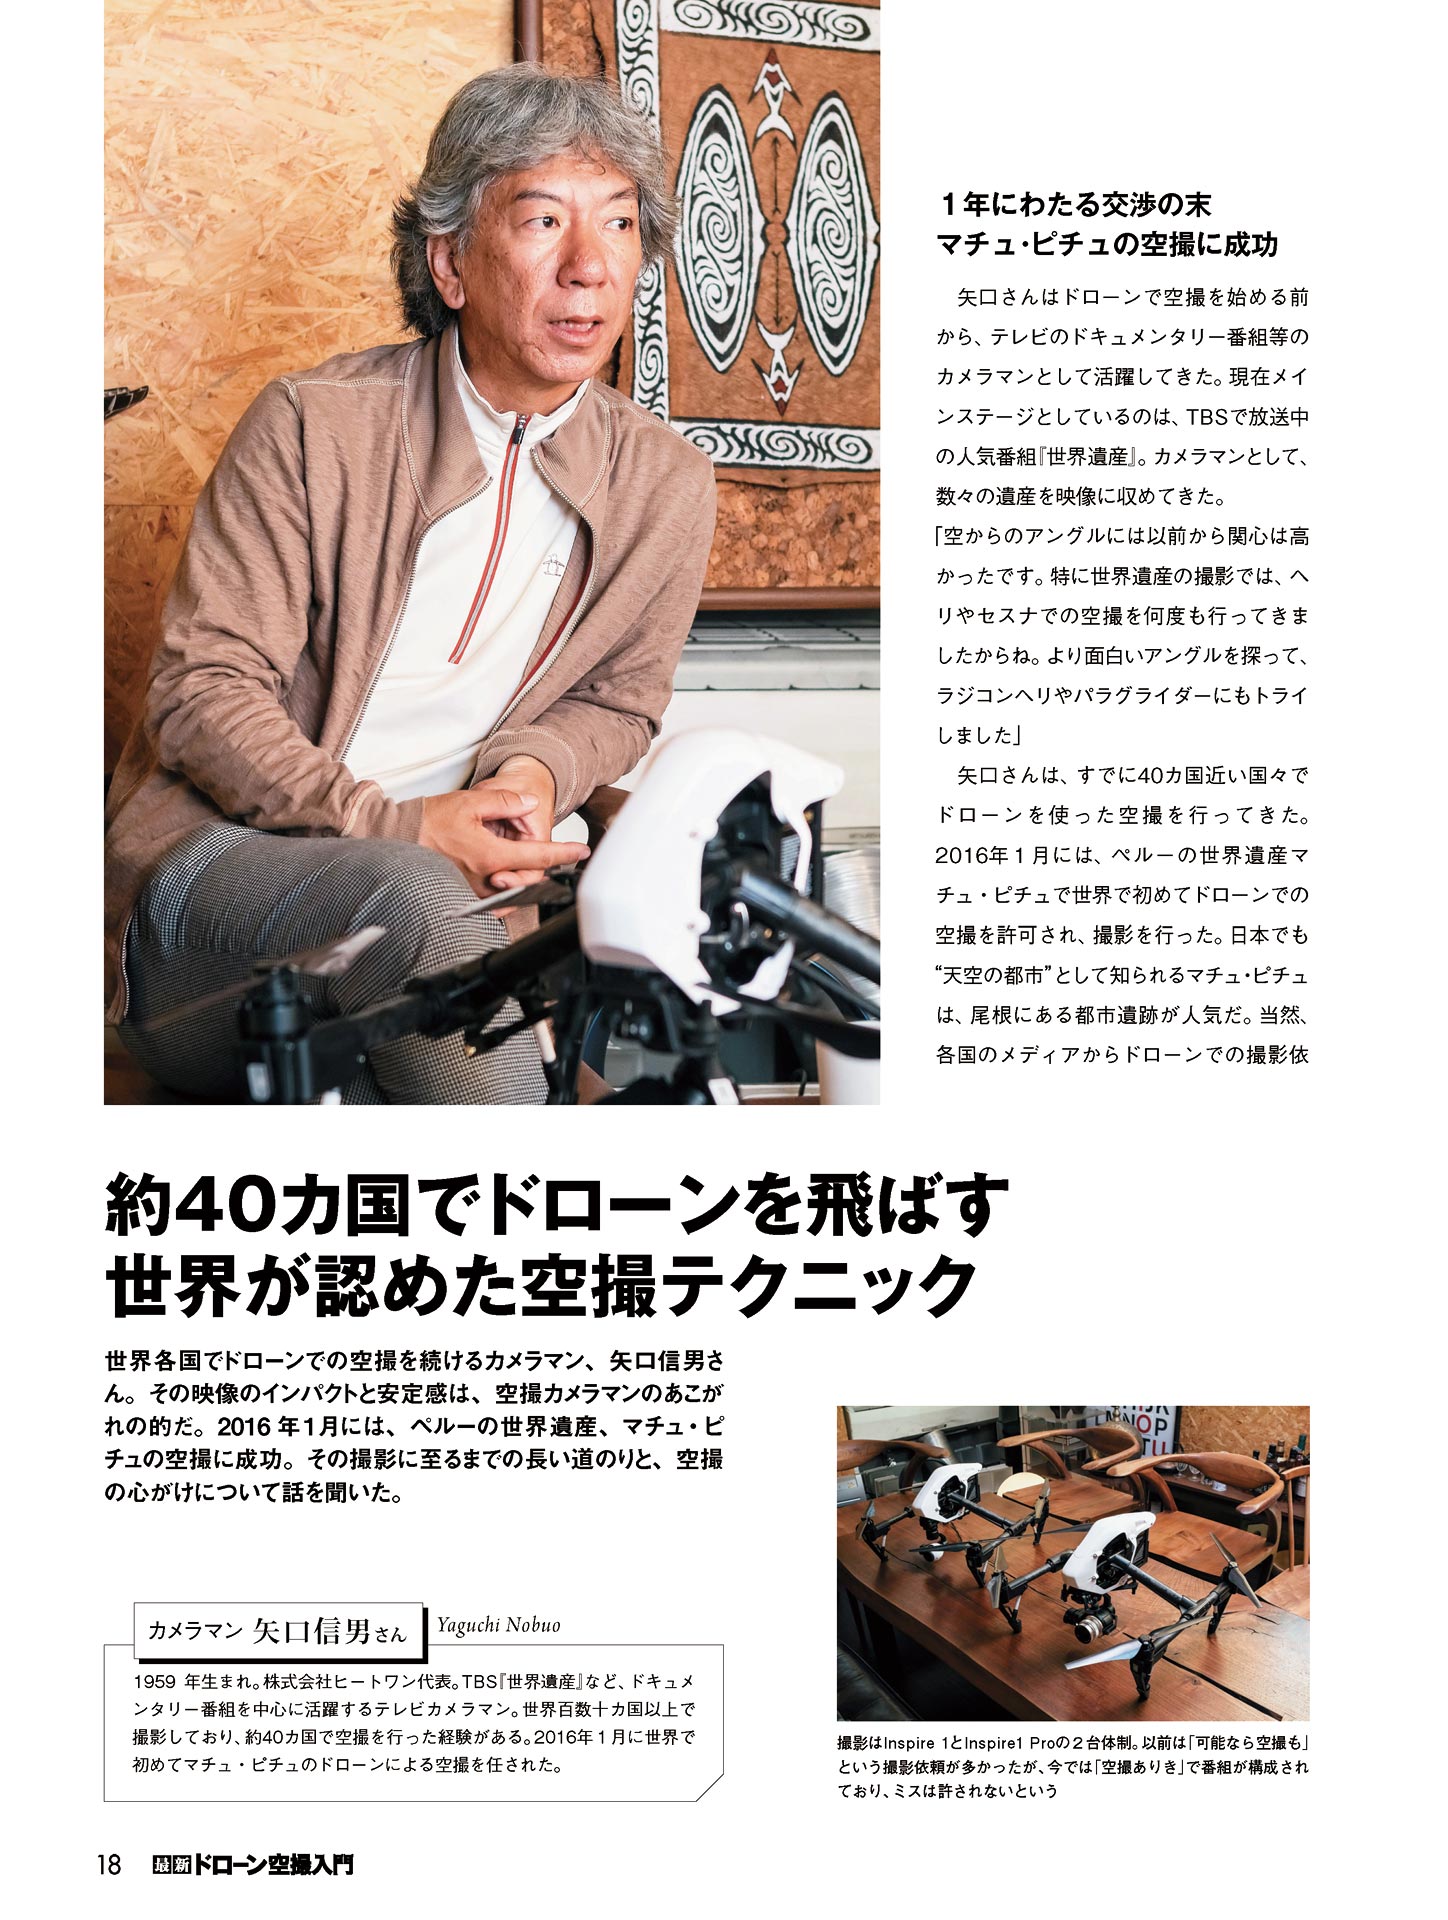 1年にわたる交渉の末
マチュ・ピチュの空撮に成功
　矢口さんはドローンで空撮を始める前
から、テレビのドキュメンタリー番組等の
カメラマンとして活躍してきた。現在メイ
ンステージとしているのは、TBSで放送中
の人気番組『世界遺産』。カメラマンとして、
数々の遺産を映像に収めてきた。
「空からのアングルには以前から関心は高
かったです。特に世界遺産の撮影では、ヘ
リやセスナでの空撮を何度も行ってきま
したからね。より面白いアングルを探って、
ラジコンヘリやパラグライダーにもトライ
しました」
　矢口さんは、すでに40カ国近い国々で
ドローンを使った空撮を行ってきた。
2016年1月には、ペルーの世界遺産マ
チュ・ピチュで世界で初めてドローンでの
空撮を許可され、撮影を行った。日本でも
“天空の都市”として知られるマチュ・ピチュ
は、尾根にある都市遺跡が人気だ。当然、
各国のメディアからドローンでの撮影依
約40カ国でドローンを飛ばす
世界が認めた空撮テクニック
世界各国でドローンでの空撮を続けるカメラマン、矢口信男さ
ん。その映像のインパクトと安定感は、空撮カメラマンのあこが
れの的だ。2016年1月には、ペルーの世界遺産、マチュ・ピ
チュの空撮に成功。その撮影に至るまでの長い道のりと、空撮
の心がけについて話を聞いた。
カメラマン 矢口信男さん Yaguchi Nobuo
1959 年生まれ。株式会社ヒートワン代表。TBS『世界遺産』など、ドキュメ
ンタリー番組を中心に活躍するテレビカメラマン。世界百数十カ国以上で
撮影しており、約40カ国で空撮を行った経験がある。2016年1月に世界で
初めてマチュ・ピチュのドローンによる空撮を任された。
撮影はInspire 1とInspire1 Proの2台体制。以前は「可能なら空撮も」
という撮影依頼が多かったが、今では「空撮ありき」で番組が構成され
ており、ミスは許されないという
18 最新ドローン空撮入門